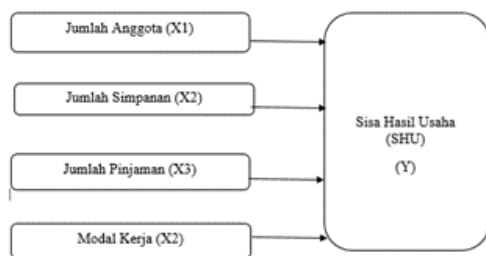 Jumlah Anggota (X1)
Jumlah Simpanan (X2)
Jumlah Pinjaman (X3)
Modal Kerja (X2)
Sisa Hasil Usaha
(SHU)
(Y)